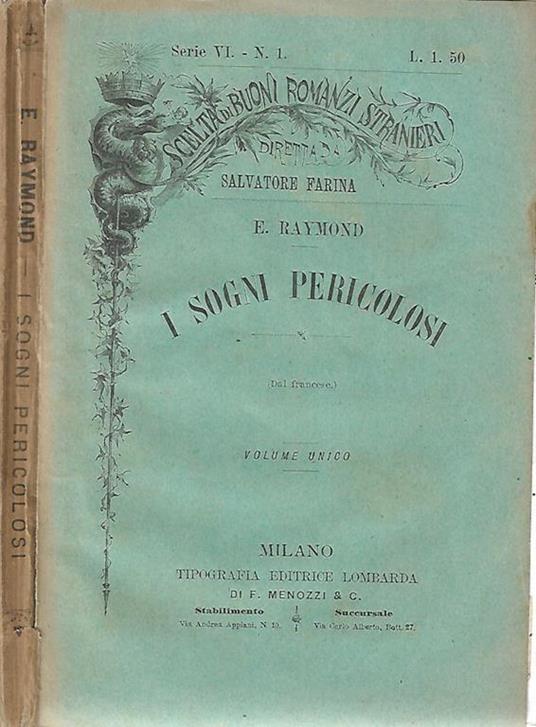 E. RAYMOND — I SOGNI PERICOLOSI
Serie VI. - N. 1.
L. 1. 50
SCELTA DI BUONI ROMANZI STRANIERI
DIRETTA DA
SALVATORE FARINA
E. RAYMOND
I SOGNI PERICOLOSI
(Dal francese.)
VOLUME UNICO
MILANO
TIPOGRAFIA EDITRICE LOMBARDA
DI F. MENOZZI & C.
Stabilimento
Via Andrea Appiani, N. 10.
Succursale
Via Carlo Alberto, Bott. 27.